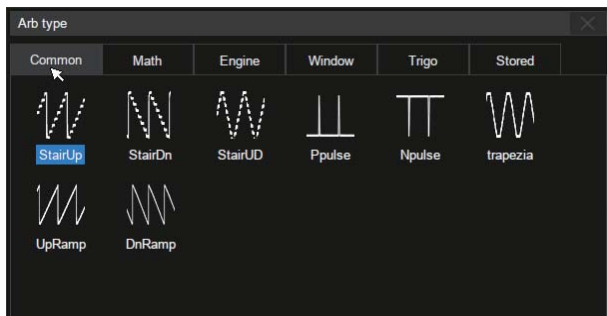 Arb type
Common Math Engine Window Trigo Stored
StairUp StairDn StairUD Ppulse Npulse trapezia
UpRamp DnRamp